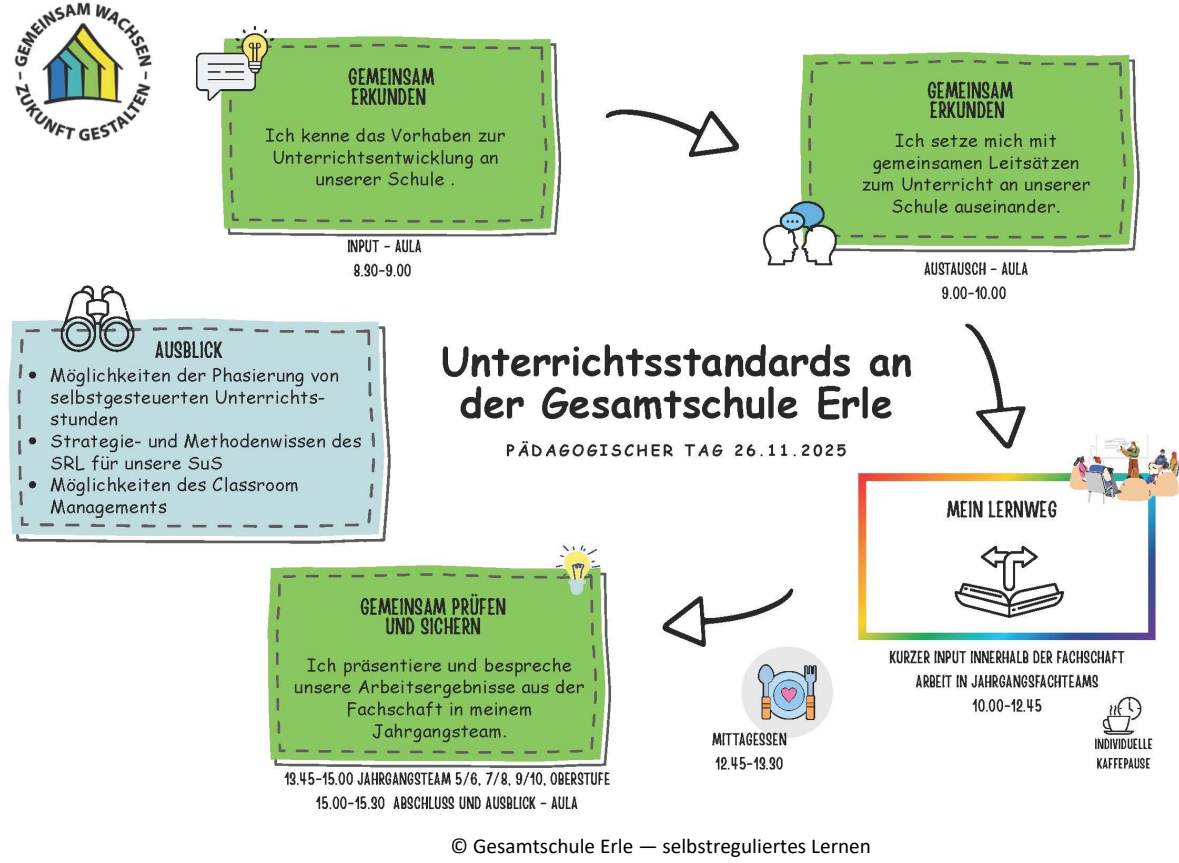 GEMEINSAM WACHSEN –
ZUKUNFT GESTALTEN –
GEMEINSAM
ERKUNDEN
Ich kenne das Vorhaben zur
Unterrichtsentwicklung an
unserer Schule .
INPUT – AULA
8.30-9.00
GEMEINSAM
ERKUNDEN
Ich setze mich mit
gemeinsamen Leitsätzen
zum Unterricht an unserer
Schule auseinander.
AUSTAUSCH – AULA
9.00-10.00
Unterrichtsstandards an
der Gesamtschule Erle
PÄDAGOGISCHER TAG 26.11.2025
MEIN LERNWEG
KURZER INPUT INNERHALB DER FACHSCHAFT
ARBEIT IN JAHRGANGSFACHTEAMS
10.00-12.45
INDIVIDUELLE
KAFFEPAUSE
MITTAGESSEN
12.45-13.30
GEMEINSAM PRÜFEN
UND SICHERN
Ich präsentiere und bespreche
unsere Arbeitsergebnisse aus der
Fachschaft in meinem
Jahrgangsteam.
13.45-15.00 JAHRGANGSTEAM 5/6, 7/8, 9/10, OBERSTUFE
15.00-15.30 ABSCHLUSS UND AUSBLICK – AULA
AUSBLICK
• Möglichkeiten der Phasierung von
selbstgesteuerten Unterrichts-
stunden
• Strategie- und Methodenwissen des
SRL für unsere SuS
• Möglichkeiten des Classroom
Managements
© Gesamtschule Erle — selbstreguliertes Lernen